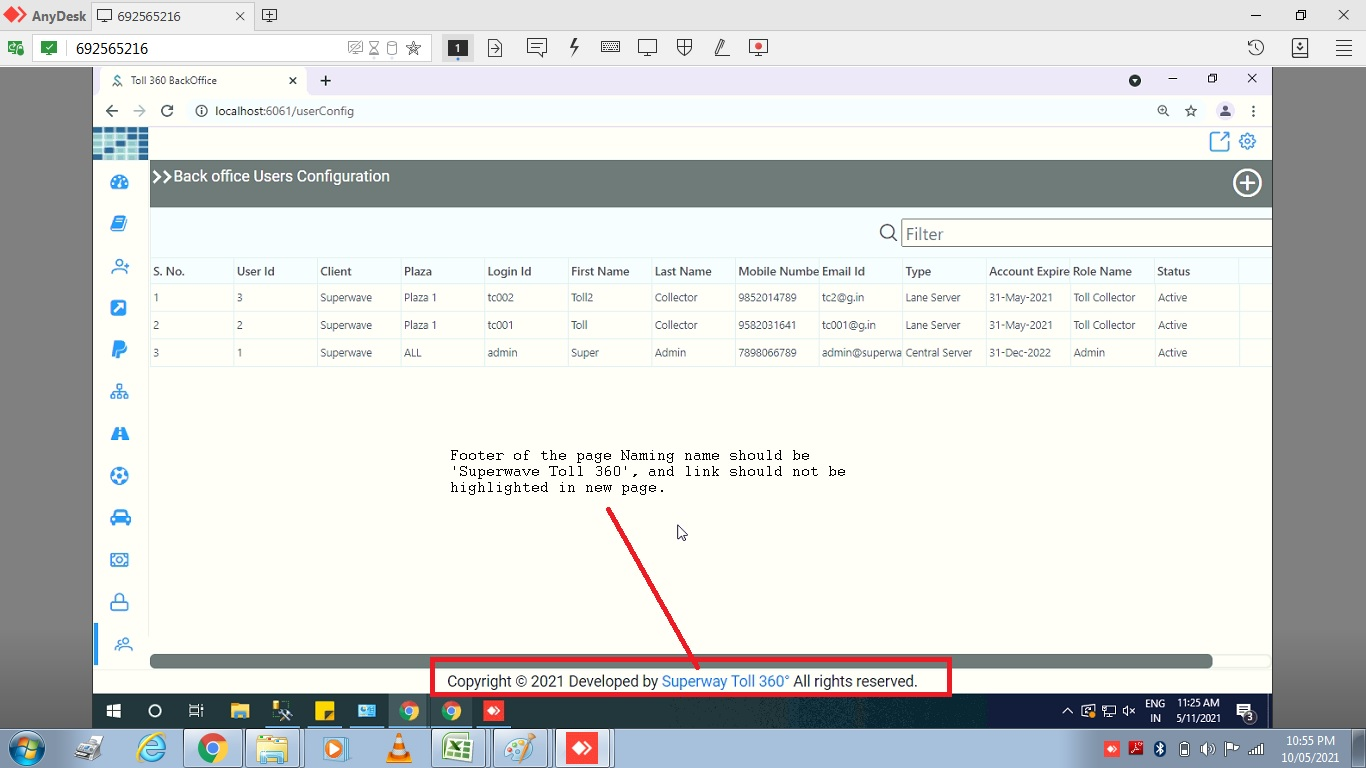 AnyDesk
692565216
692565216
1
Toll 360 BackOffice
localhost:6061/userConfig
>>Back office Users Configuration
Filter
S. No. User Id Client Plaza Login Id First Name Last Name Mobile Numbe Email Id Type Account Expire Role Name Status
1 3 Superwave Plaza 1 tc002 Toll2 Collector 9852014789 tc2@g.in Lane Server 31-May-2021 Toll Collector Active
2 2 Superwave Plaza 1 tc001 Toll Collector 9582031641 tc001@g.in Lane Server 31-May-2021 Toll Collector Active
3 1 Superwave ALL admin Super Admin 7898066789 admin@superwa Central Server 31-Dec-2022 Admin Active
Footer of the page Naming name should be
'Superwave Toll 360', and link should not be
highlighted in new page.
Copyright © 2021 Developed by Superway Toll 360° All rights reserved.
ENG
IN
11:25 AM
5/11/2021
3
10:55 PM
10/05/2021